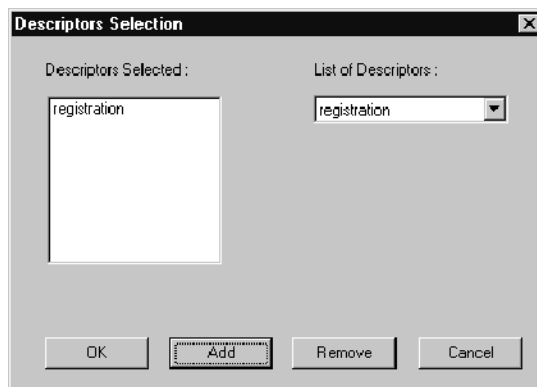 Descriptors Selection
Descriptors Selected :
List of Descriptors :
registration
registration
OK
Add
Remove
Cancel